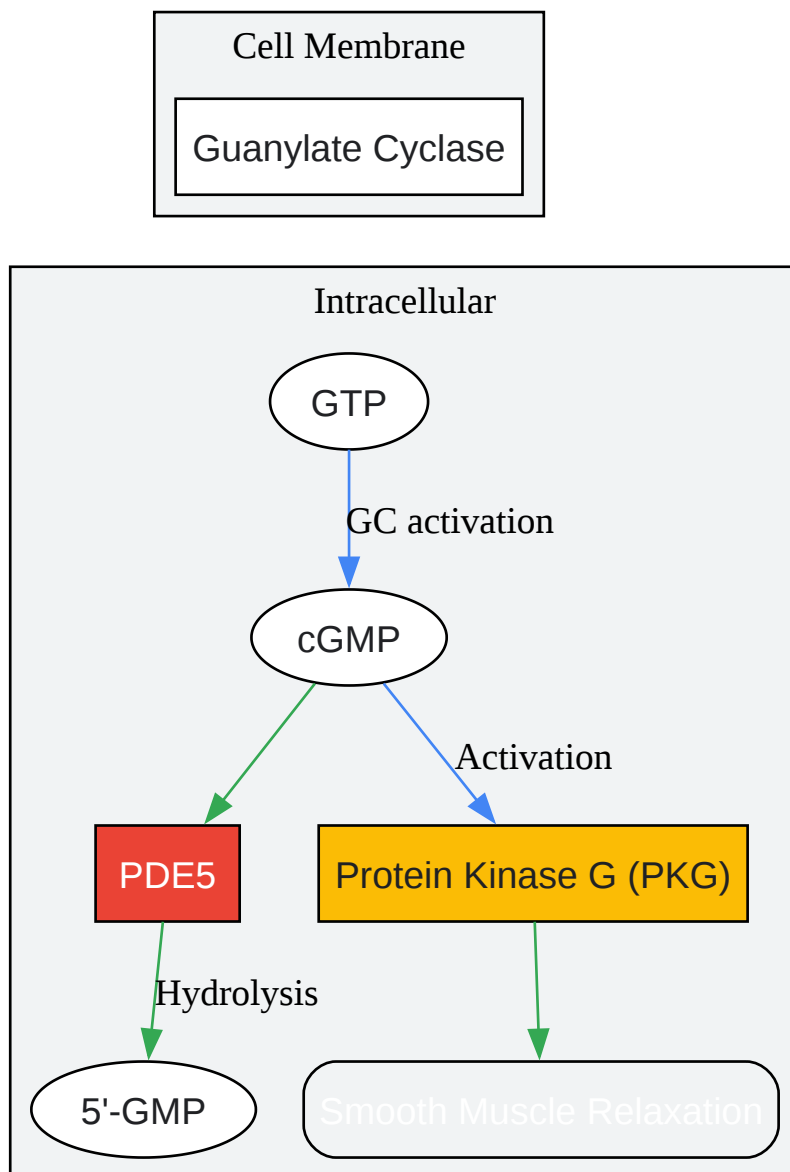 Cell Membrane
Guanylate Cyclase
Intracellular
GTP
GC activation
cGMP
Activation
PDE5
Protein Kinase G (PKG)
Hydrolysis
5'-GMP
Smooth Muscle Relaxation